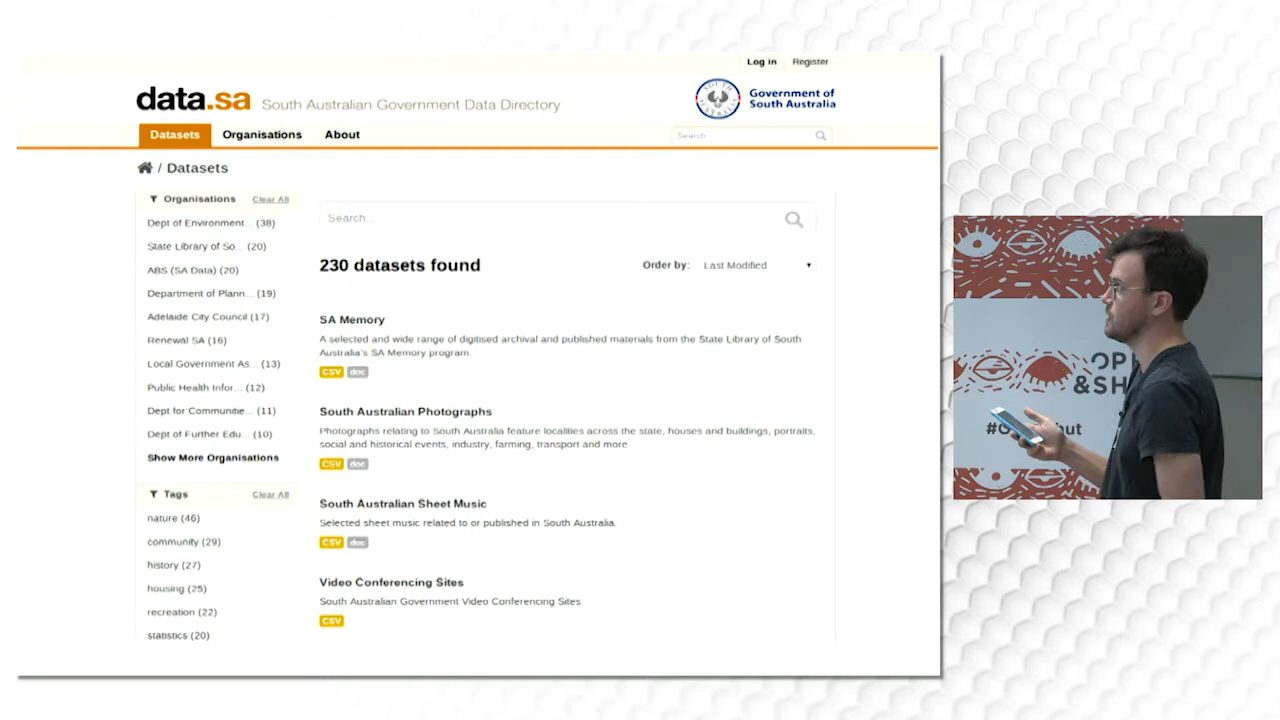 Log in Register
data.sa South Australian Government Data Directory
SOUTH AUSTRALIA
Government of
South Australia
Datasets Organisations About
Search
/ Datasets
Organisations Clear All
Dept of Environment... (38)
State Library of So... (20)
ABS (SA Data) (20)
Department of Plann... (19)
Adelaide City Council (17)
Renewal SA (16)
Local Government As... (13)
Public Health Infor... (12)
Dept for Communitie... (11)
Dept of Further Edu... (10)
Show More Organisations
Tags Clear All
nature (46)
community (29)
history (27)
housing (25)
recreation (22)
statistics (20)
Search...
230 datasets found
Order by: Last Modified
SA Memory
A selected and wide range of digitised archival and published materials from the State Library of South
Australia's SA Memory program.
CSV doc
South Australian Photographs
Photographs relating to South Australia feature localities across the state, houses and buildings, portraits,
social and historical events, industry, farming, transport and more
CSV doc
South Australian Sheet Music
Selected sheet music related to or published in South Australia.
CSV doc
Video Conferencing Sites
South Australian Government Video Conferencing Sites
CSV
OP
&SH